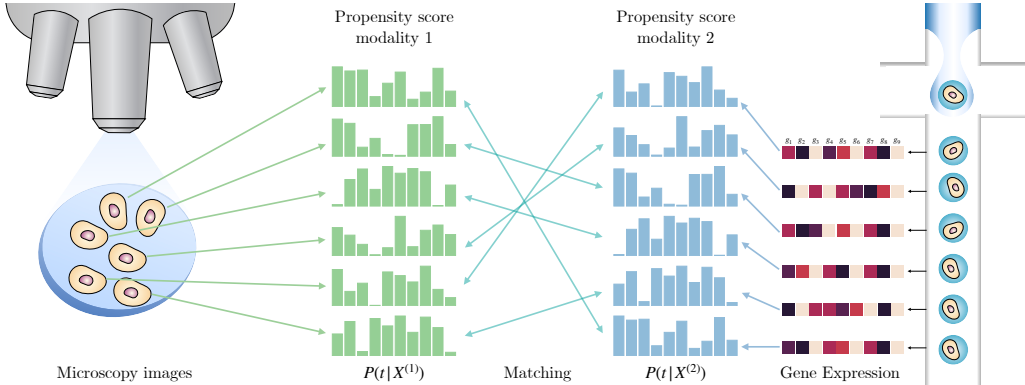 Propensity score
modality 1
Propensity score
modality 2
g₁ g₂ g₃ g₄ g₅ g₆ g₇ g₈ g₉
Microscopy images
P(t|X⁽¹⁾)
Matching
P(t|X⁽²⁾)
Gene Expression